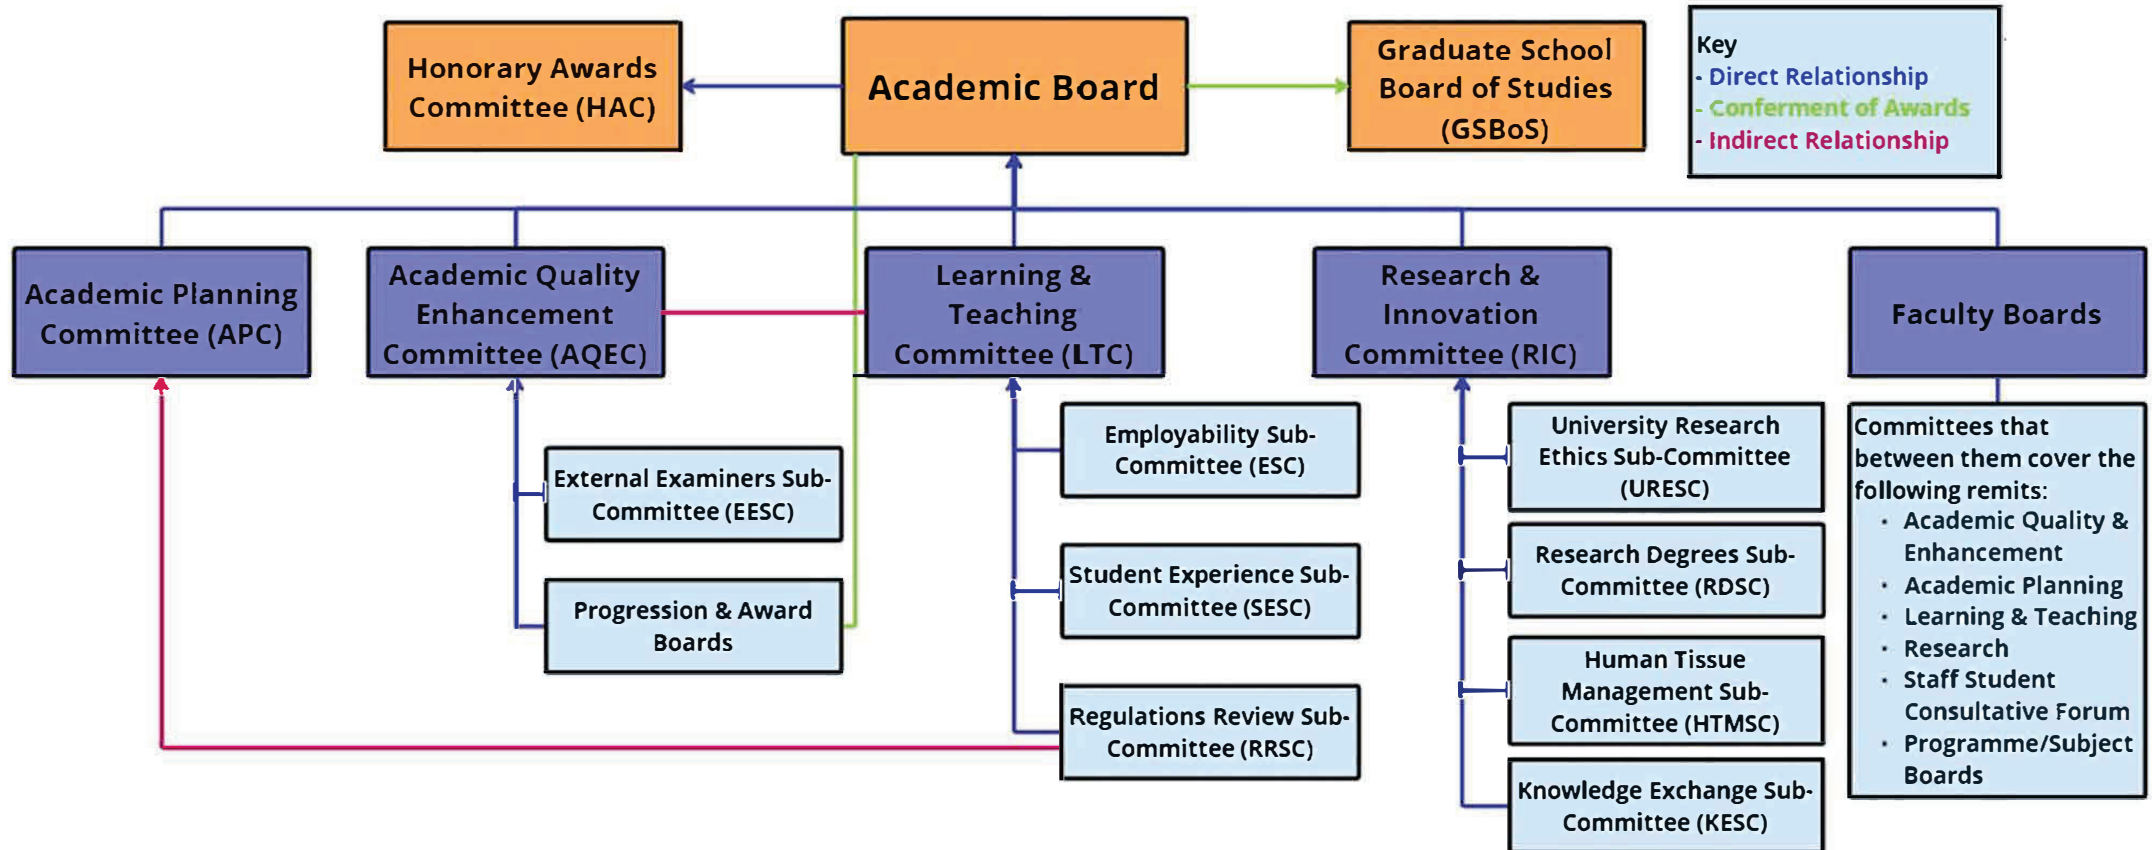 Honorary Awards
Committee (HAC)
Academic Board
Graduate School
Board of Studies
(GSBoS)
Key
- Direct Relationship
- Conferment of Awards
- Indirect Relationship
Academic Planning
Committee (APC)
Academic Quality
Enhancement
Committee (AQEC)
Learning &
Teaching
Committee (LTC)
Research &
Innovation
Committee (RIC)
Faculty Boards
External Examiners Sub-
Committee (EESC)
Progression & Award
Boards
Employability Sub-
Committee (ESC)
Student Experience Sub-
Committee (SESC)
Regulations Review Sub-
Committee (RRSC)
University Research
Ethics Sub-Committee
(URESC)
Research Degrees Sub-
Committee (RDSC)
Human Tissue
Management Sub-
Committee (HTMSC)
Knowledge Exchange Sub-
Committee (KESC)
Committees that
between them cover the
following remits:
· Academic Quality &
Enhancement
· Academic Planning
· Learning & Teaching
· Research
· Staff Student
Consultative Forum
· Programme/Subject
Boards